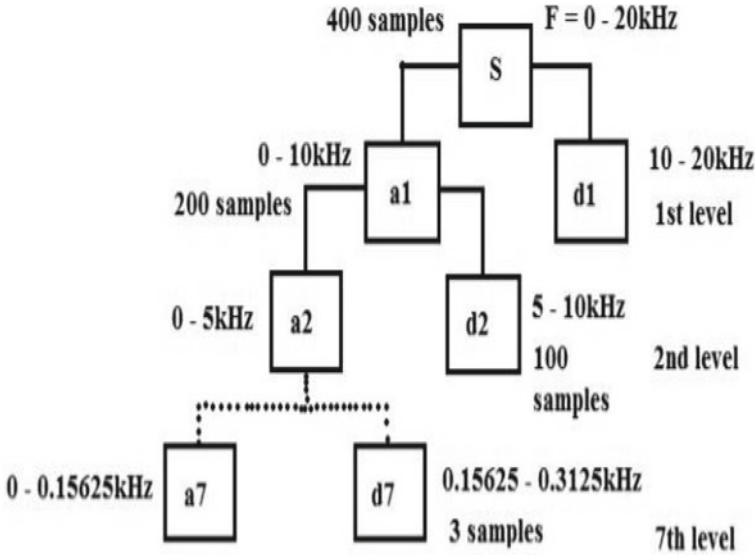 400 samples
F = 0 - 20kHz
S
0 - 10kHz
10 - 20kHz
a1
d1
200 samples
1st level
0 - 5kHz
a2
d2
5 - 10kHz
100
samples
2nd level
0 - 0.15625kHz
a7
d7
0.15625 - 0.3125kHz
3 samples
7th level